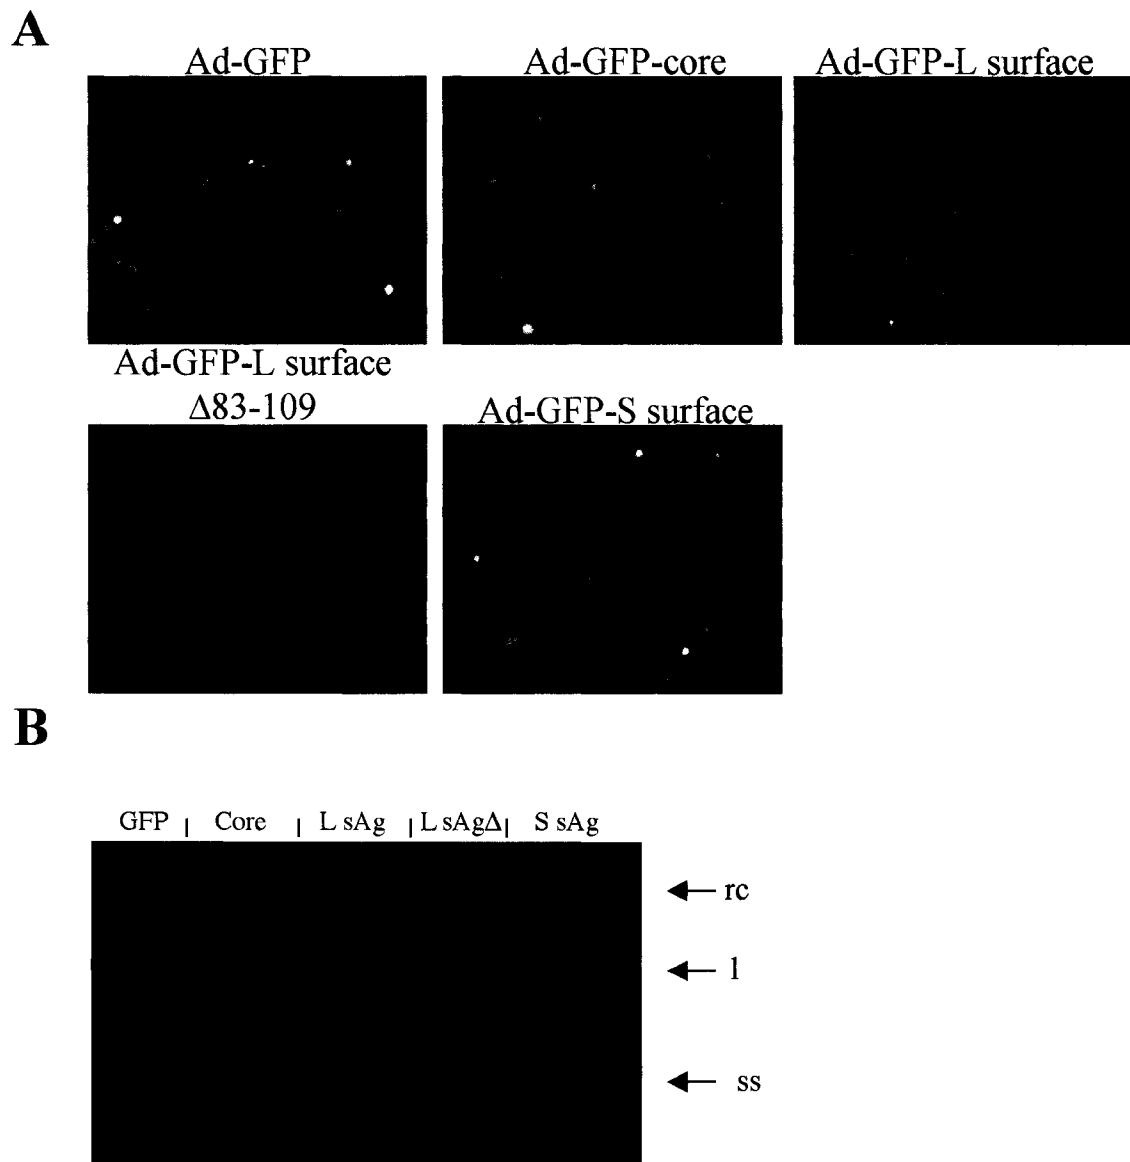 A
Ad-GFP
Ad-GFP-core
Ad-GFP-L surface
Ad-GFP-L surface
Δ83-109
Ad-GFP-S surface
B
GFP | Core | L sAg | L sAgΔ | S sAg
rc
l
ss